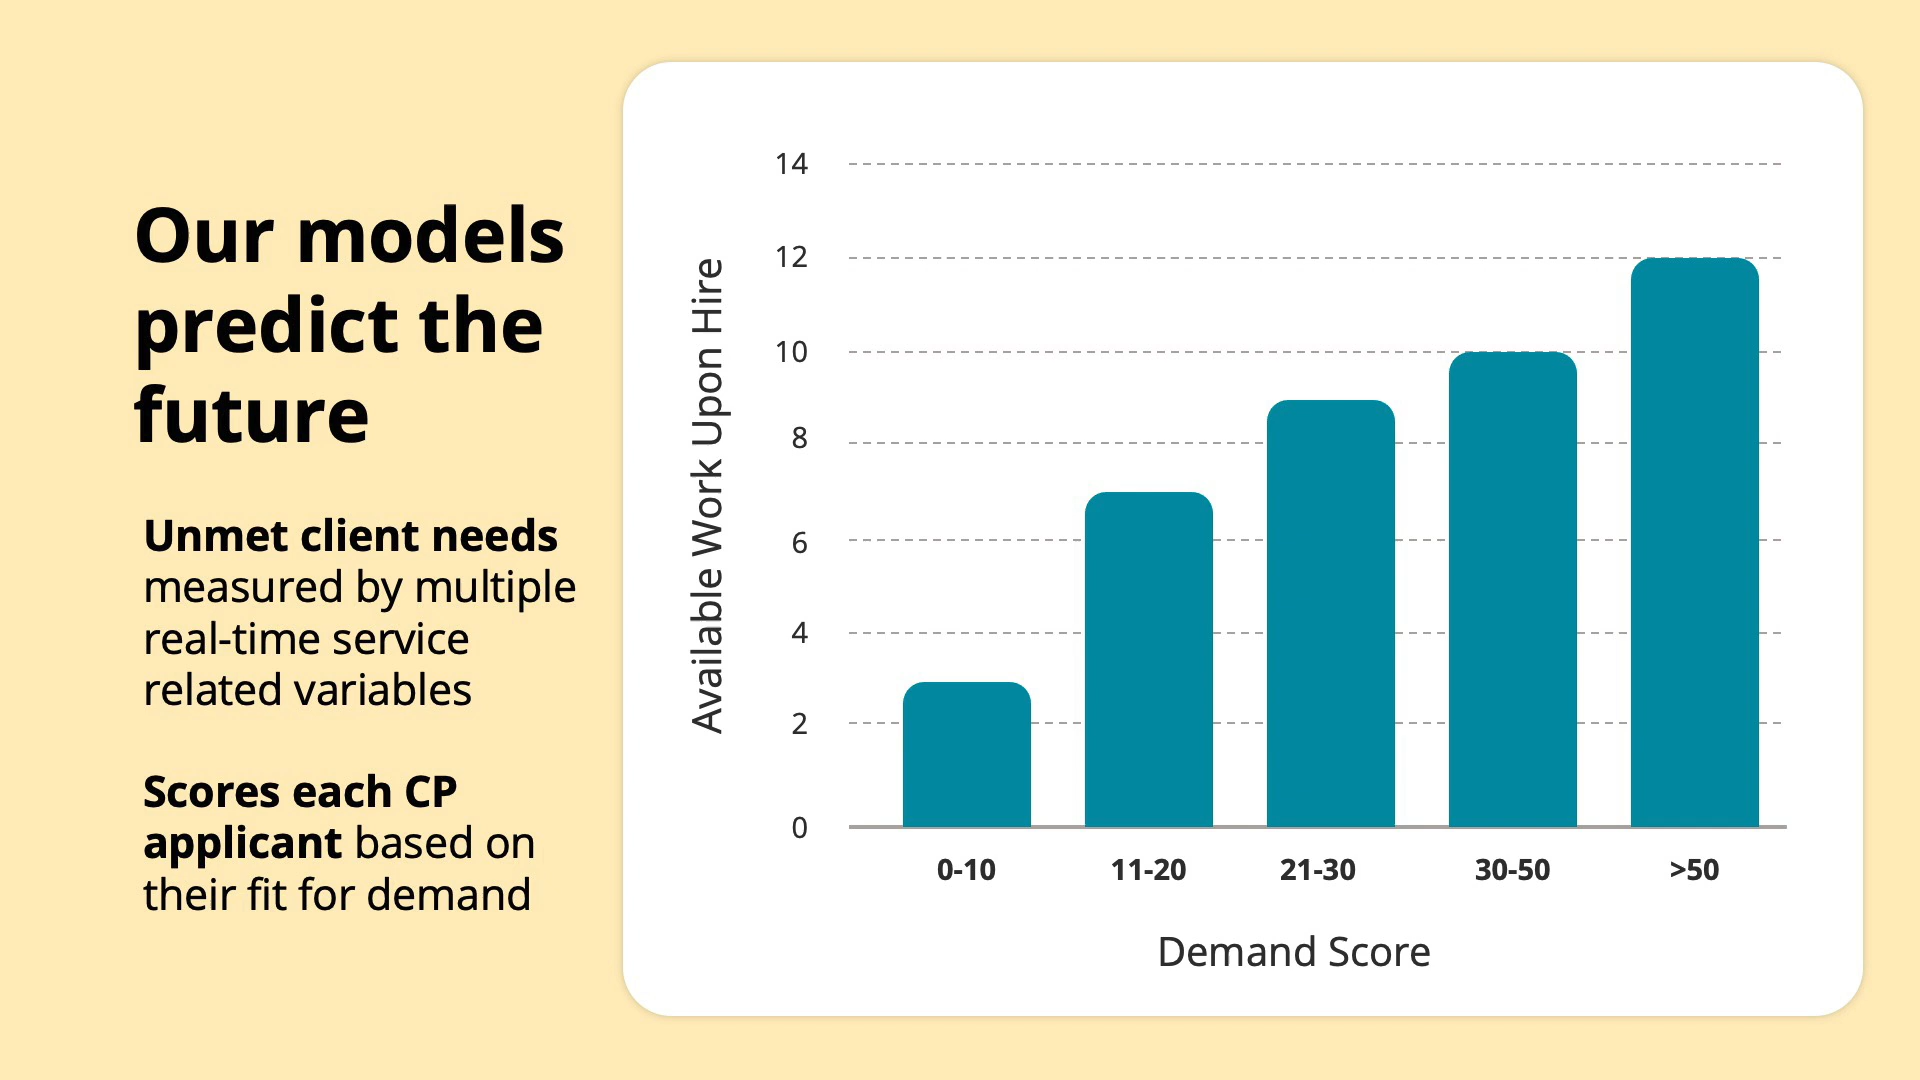 Our models
predict the
future
Unmet client needs
measured by multiple
real-time service
related variables
Scores each CP
applicant based on
their fit for demand
Available Work Upon Hire
14
12
10
8
6
4
2
0
0-10
11-20
21-30
30-50
>50
Demand Score